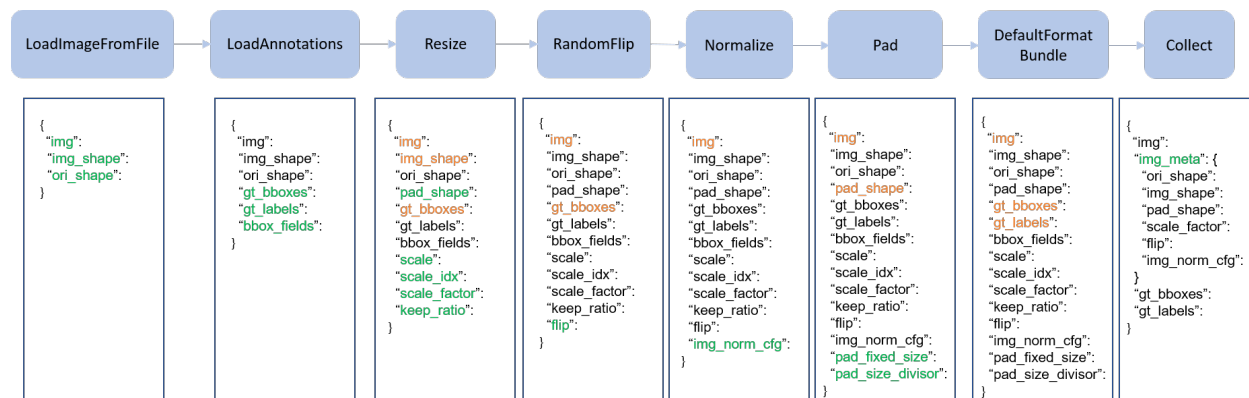 LoadImageFromFile
LoadAnnotations
Resize
RandomFlip
Normalize
Pad
DefaultFormat
Bundle
Collect
{
“img”:
“img_shape”:
“ori_shape”:
}
{
“img”:
“img_shape”:
“ori_shape”:
“gt_bboxes”:
“gt_labels”:
“bbox_fields”:
}
{
“img”:
“img_shape”:
“ori_shape”:
“pad_shape”:
“gt_bboxes”:
“gt_labels”:
“bbox_fields”:
“scale”:
“scale_idx”:
“scale_factor”:
“keep_ratio”:
}
{
“img”:
“img_shape”:
“ori_shape”:
“pad_shape”:
“gt_bboxes”:
“gt_labels”:
“bbox_fields”:
“scale”:
“scale_idx”:
“scale_factor”:
“keep_ratio”:
“flip”:
}
{
“img”:
“img_shape”:
“ori_shape”:
“pad_shape”:
“gt_bboxes”:
“gt_labels”:
“bbox_fields”:
“scale”:
“scale_idx”:
“scale_factor”:
“keep_ratio”:
“flip”:
“img_norm_cfg”:
}
{
“img”:
“img_shape”:
“ori_shape”:
“pad_shape”:
“gt_bboxes”:
“gt_labels”:
“bbox_fields”:
“scale”:
“scale_idx”:
“scale_factor”:
“keep_ratio”:
“flip”:
“img_norm_cfg”:
“pad_fixed_size”:
“pad_size_divisor”:
}
{
“img”:
“img_shape”:
“ori_shape”:
“pad_shape”:
“gt_bboxes”:
“gt_labels”:
“bbox_fields”:
“scale”:
“scale_idx”:
“scale_factor”:
“keep_ratio”:
“flip”:
“img_norm_cfg”:
“pad_fixed_size”:
“pad_size_divisor”:
}
{
“img”:
“img_meta”: {
“ori_shape”:
“img_shape”:
“pad_shape”:
“scale_factor”:
“flip”:
“img_norm_cfg”:
}
“gt_bboxes”:
“gt_labels”:
}